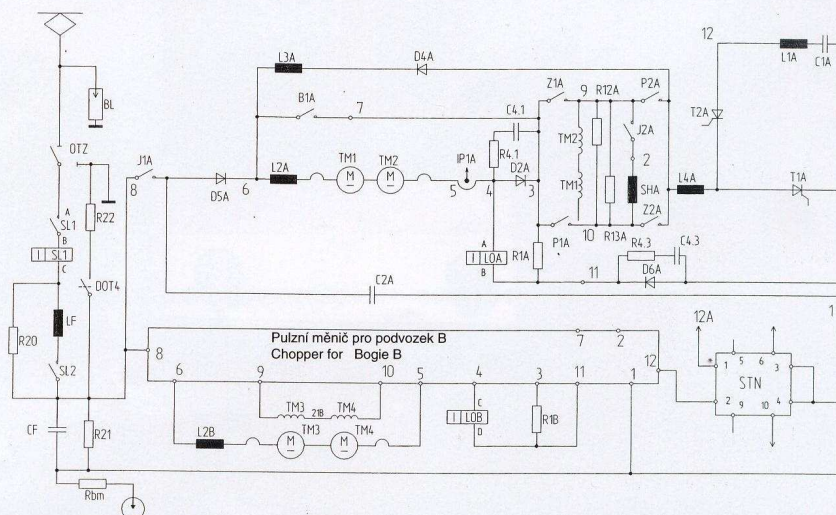 12
L3A D4A
L1A C1A
BL
B1A 7
Z1A 9 R12A P2A
C4.1
T2A
OTZ
TM2
J2A
J1A
8
L2A TM1 TM2 IP1A
R4.1
D2A
2
M M
D5A 6 5 4 3
TM1
SHA
L4A T1A
A
SL1
R22
B
I SL1
C
P1A 10 R13A Z2A
A
I LOA
B
R1A
R4.3 C4.3
11 D6A
DOT4
C2A
LF
R20
1
Pulzní měnič pro podvozek B
Chopper for Bogie B
7 2
12A
8
12
SL2
6 9 10 5 4 3 11 1
* 1 5 6 3
STN
2 9 10 4
TM3 21B TM4
C
I LOB
D
R1B
CF
R21
L2B TM3 TM4
M M
Rbm